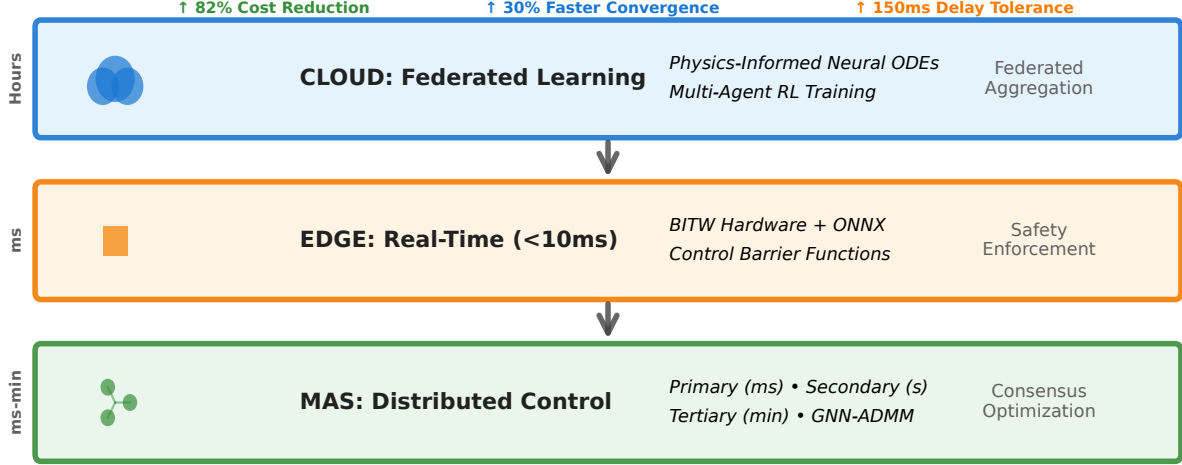 ↑ 82% Cost Reduction
↑ 30% Faster Convergence
↑ 150ms Delay Tolerance
Hours
CLOUD: Federated Learning
Physics-Informed Neural ODEs
Multi-Agent RL Training
Federated
Aggregation
ms
EDGE: Real-Time (<10ms)
BITW Hardware + ONNX
Control Barrier Functions
Safety
Enforcement
ms-min
MAS: Distributed Control
Primary (ms) • Secondary (s)
Tertiary (min) • GNN-ADMM
Consensus
Optimization